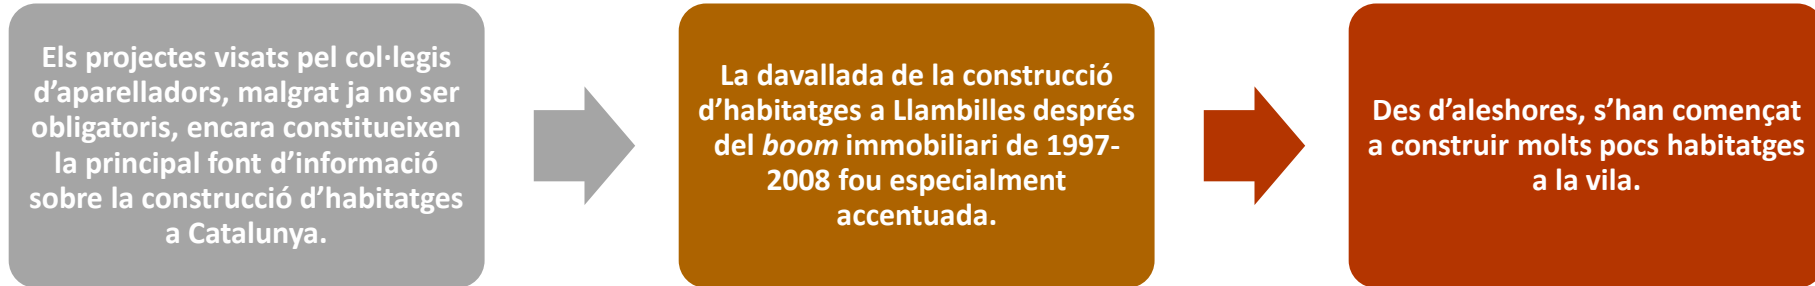 Els projectes visats pel col·legis
d’aparelladors, malgrat ja no ser
obligatoris, encara constitueixen
la principal font d’informació
sobre la construcció d’habitatges
a Catalunya.
La davallada de la construcció
d’habitatges a Llambilles després
del boom immobiliari de 1997-
2008 fou especialment
accentuada.
Des d’aleshores, s’han començat
a construir molts pocs habitatges
a la vila.